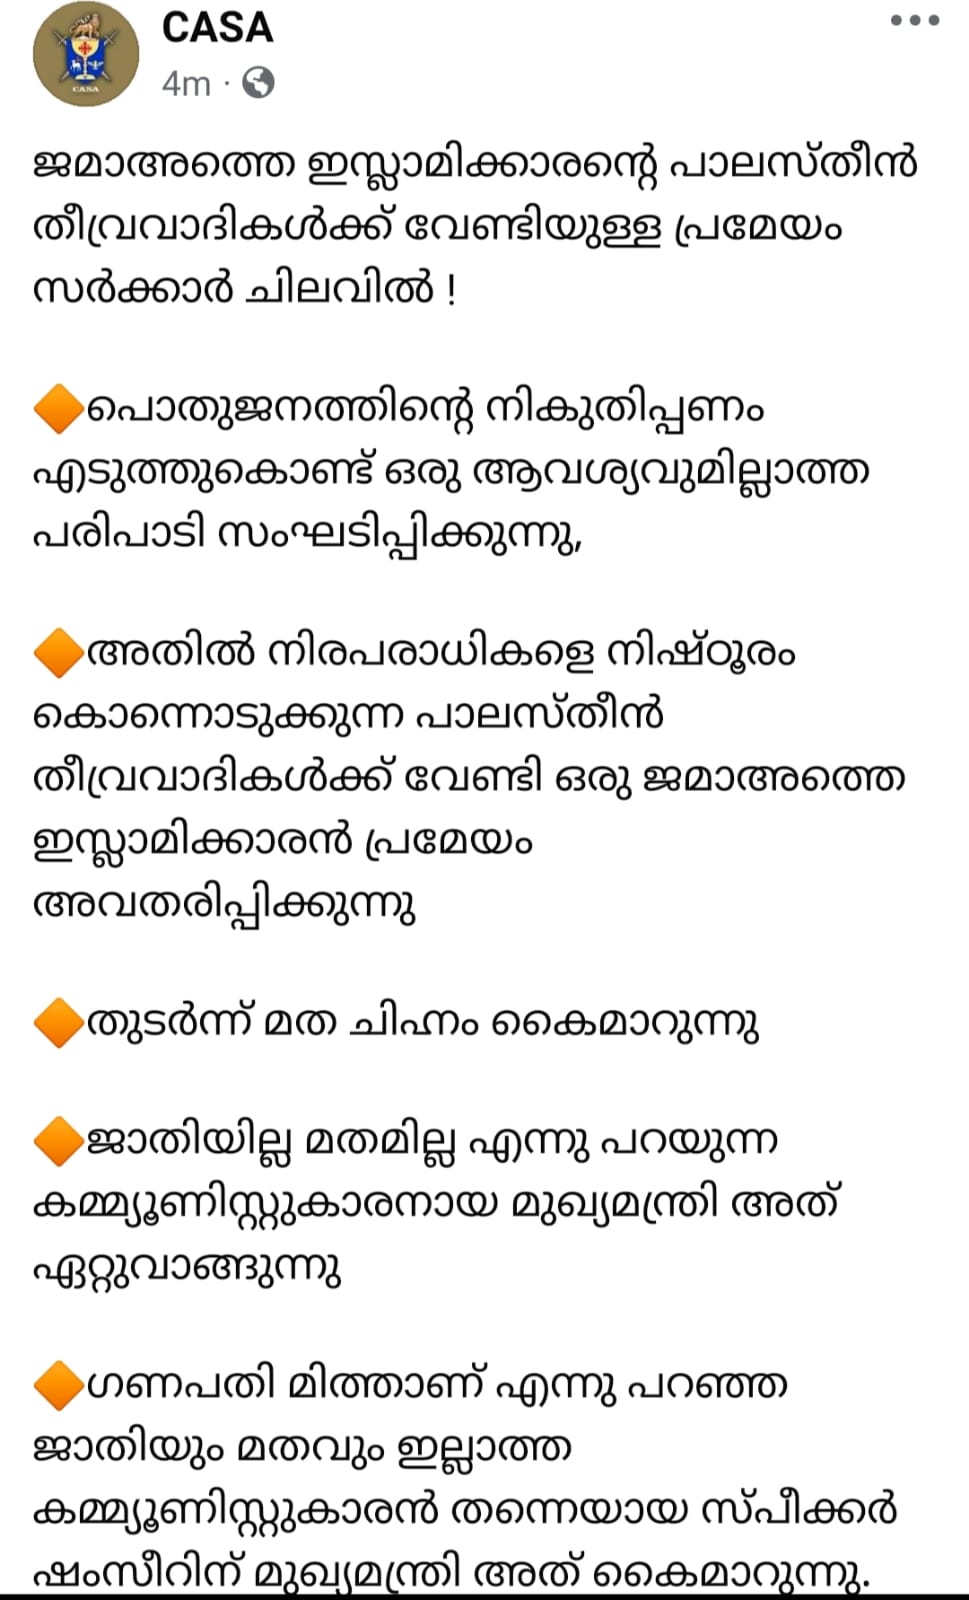 CASA
4m
CASA
ജമാഅത്തെ ഇസ്ലാമിക്കാരന്റെ പാലസ്തീൻ
തീവ്രവാദികൾക്ക് വേണ്ടിയുള്ള പ്രമേയം
സർക്കാർ ചിലവിൽ !
🔶പൊതുജനത്തിന്റെ നികുതിപ്പണം
എടുത്തുകൊണ്ട് ഒരു ആവശ്യവുമില്ലാത്ത
പരിപാടി സംഘടിപ്പിക്കുന്നു,
🔶അതിൽ നിരപരാധികളെ നിഷ്ഠൂരം
കൊന്നൊടുക്കുന്ന പാലസ്തീൻ
തീവ്രവാദികൾക്ക് വേണ്ടി ഒരു ജമാഅത്തെ
ഇസ്ലാമിക്കാരൻ പ്രമേയം
അവതരിപ്പിക്കുന്നു
🔶തുടർന്ന് മത ചിഹ്നം കൈമാറുന്നു
🔶ജാതിയില്ല മതമില്ല എന്നു പറയുന്ന
കമ്മ്യൂണിസ്റ്റുകാരനായ മുഖ്യമന്ത്രി അത്
ഏറ്റുവാങ്ങുന്നു
🔶ഗണപതി മിത്താണ് എന്നു പറഞ്ഞ
ജാതിയും മതവും ഇല്ലാത്ത
കമ്മ്യൂണിസ്റ്റുകാരൻ തന്നെയായ സ്പീക്കർ
ഷംസീറിന് മുഖ്യമന്ത്രി അത് കൈമാറുന്നു.